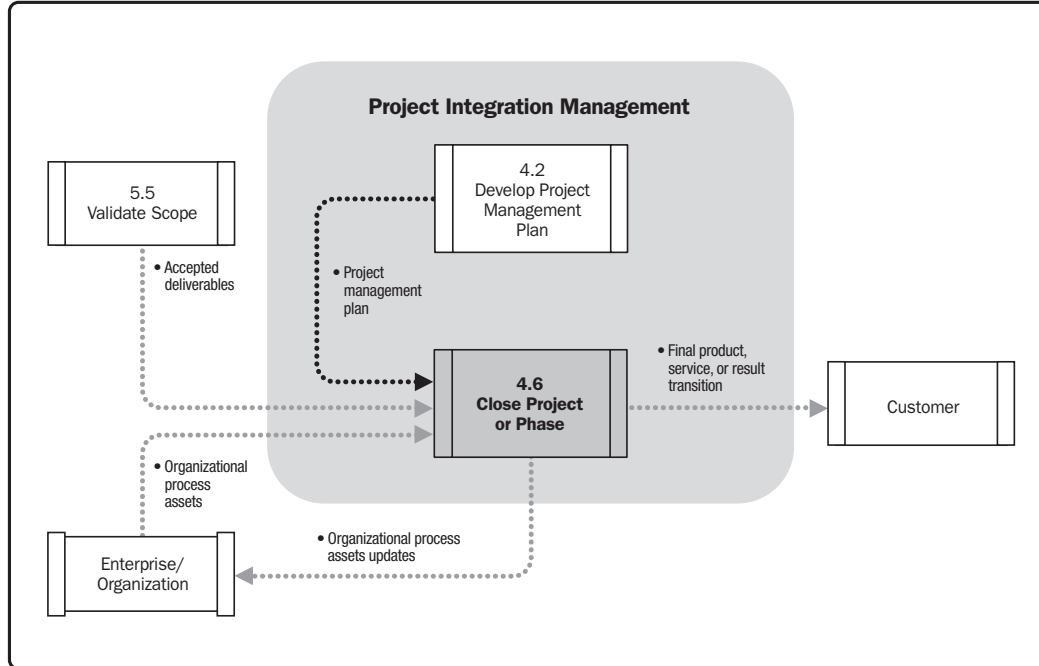 Project Integration Management
4.2
Develop Project
Management
Plan
5.5
Validate Scope
• Accepted
deliverables
• Project
management
plan
4.6
Close Project
or Phase
• Final product,
service, or result
transition
Customer
• Organizational
process
assets
• Organizational process
assets updates
Enterprise/
Organization